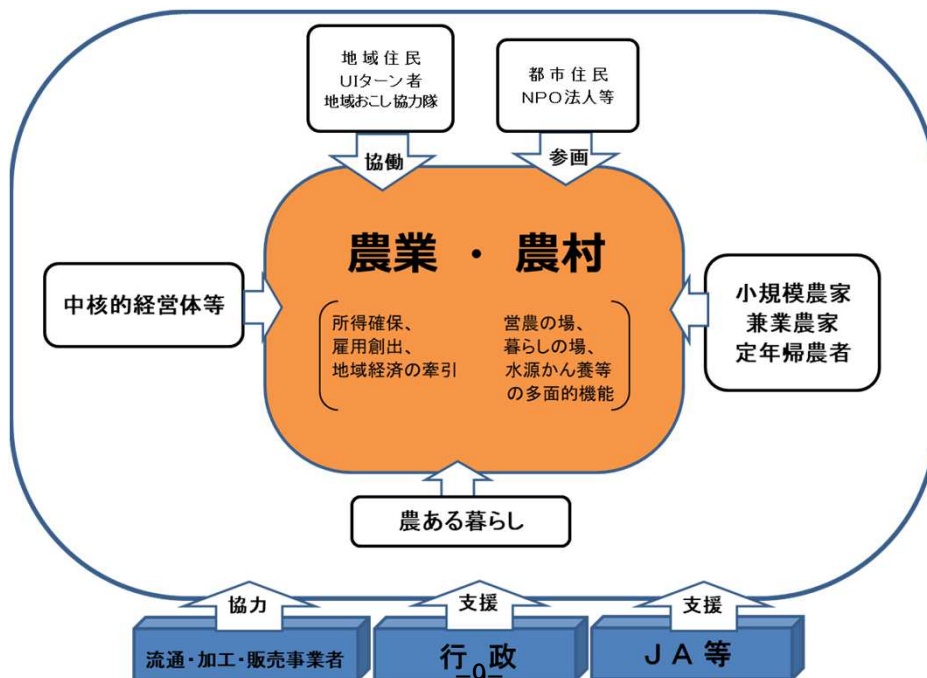 地域住民
UIターン者
地域おこし協力隊
都市住民
NPO法人等
協働
参画
農業・農村
中核的経営体等
所得確保、
雇用創出、
地域経済の牽引
営農の場、
暮らしの場、
水源かん養等
の多面的機能
小規模農家
兼業農家
定年帰農者
農ある暮らし
協力
支援
支援
流通・加工・販売事業者
行政
JA等
-9-